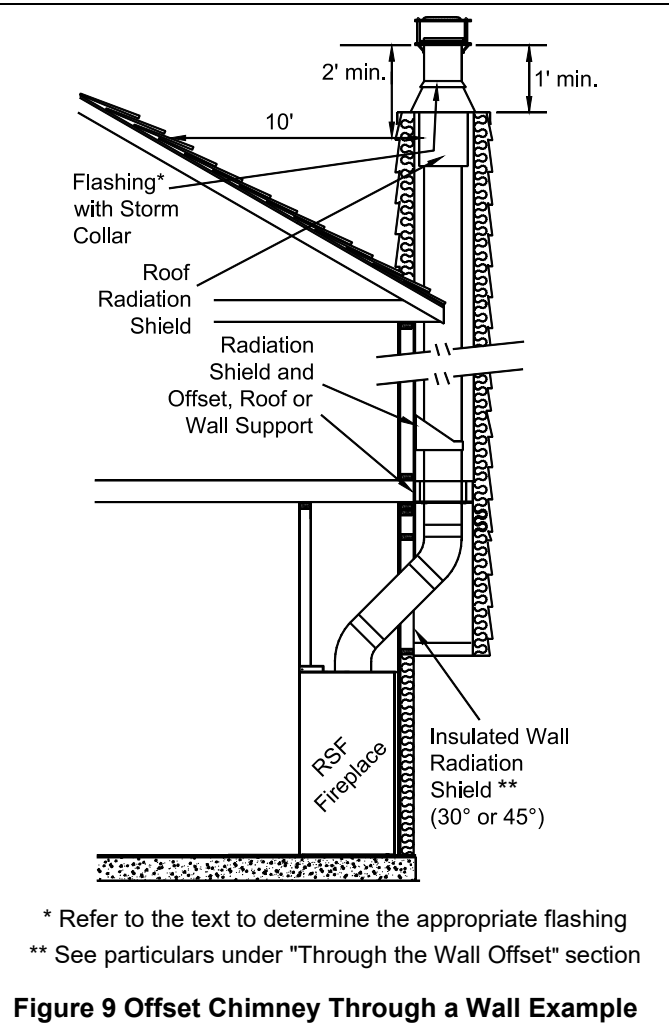 2' min.
1' min.
10'
Flashing*
with Storm
Collar
Roof
Radiation
Shield
Radiation
Shield and
Offset, Roof or
Wall Support
RSF
Fireplace
Insulated Wall
Radiation
Shield **
(30° or 45°)
* Refer to the text to determine the appropriate flashing
** See particulars under "Through the Wall Offset" section
Figure 9 Offset Chimney Through a Wall Example